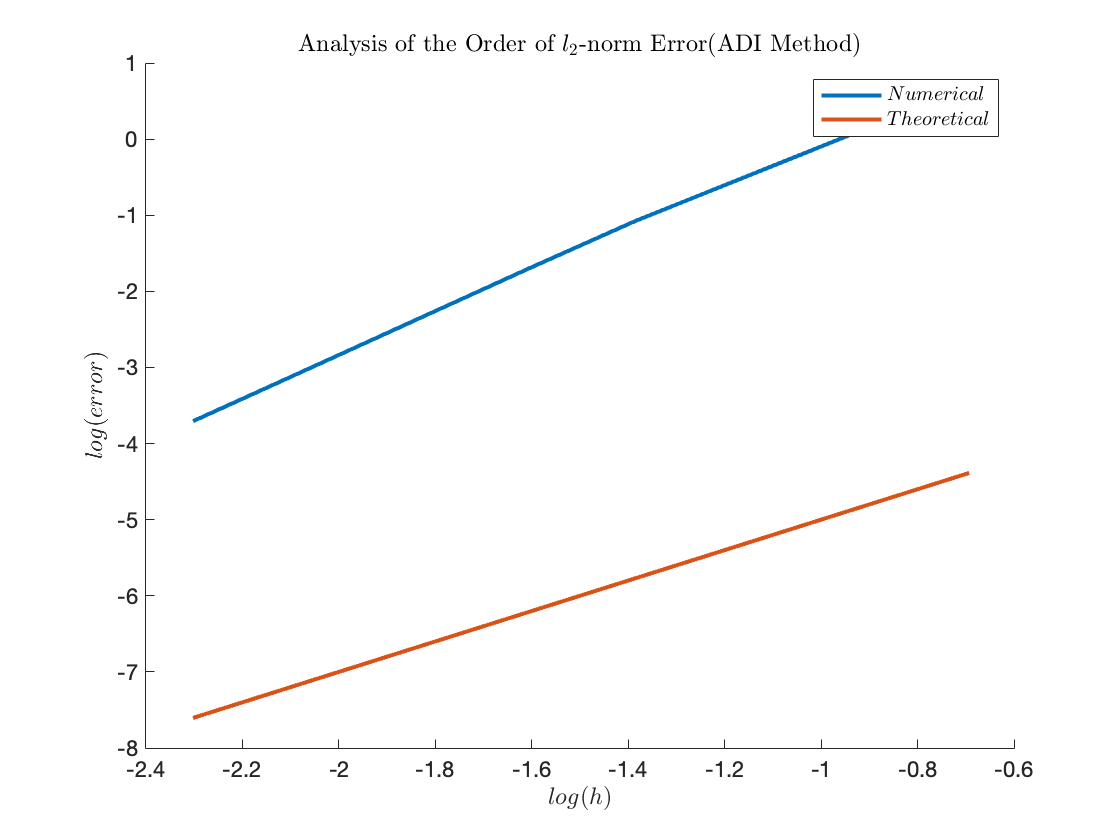 Analysis of the Order of l₂-norm Error(ADI Method)
Numerical
Theoretical
1
0
-1
-2
-3
-4
-5
-6
-7
-8
log(error)
-2.4 -2.2 -2 -1.8 -1.6 -1.4 -1.2 -1 -0.8 -0.6
log(h)